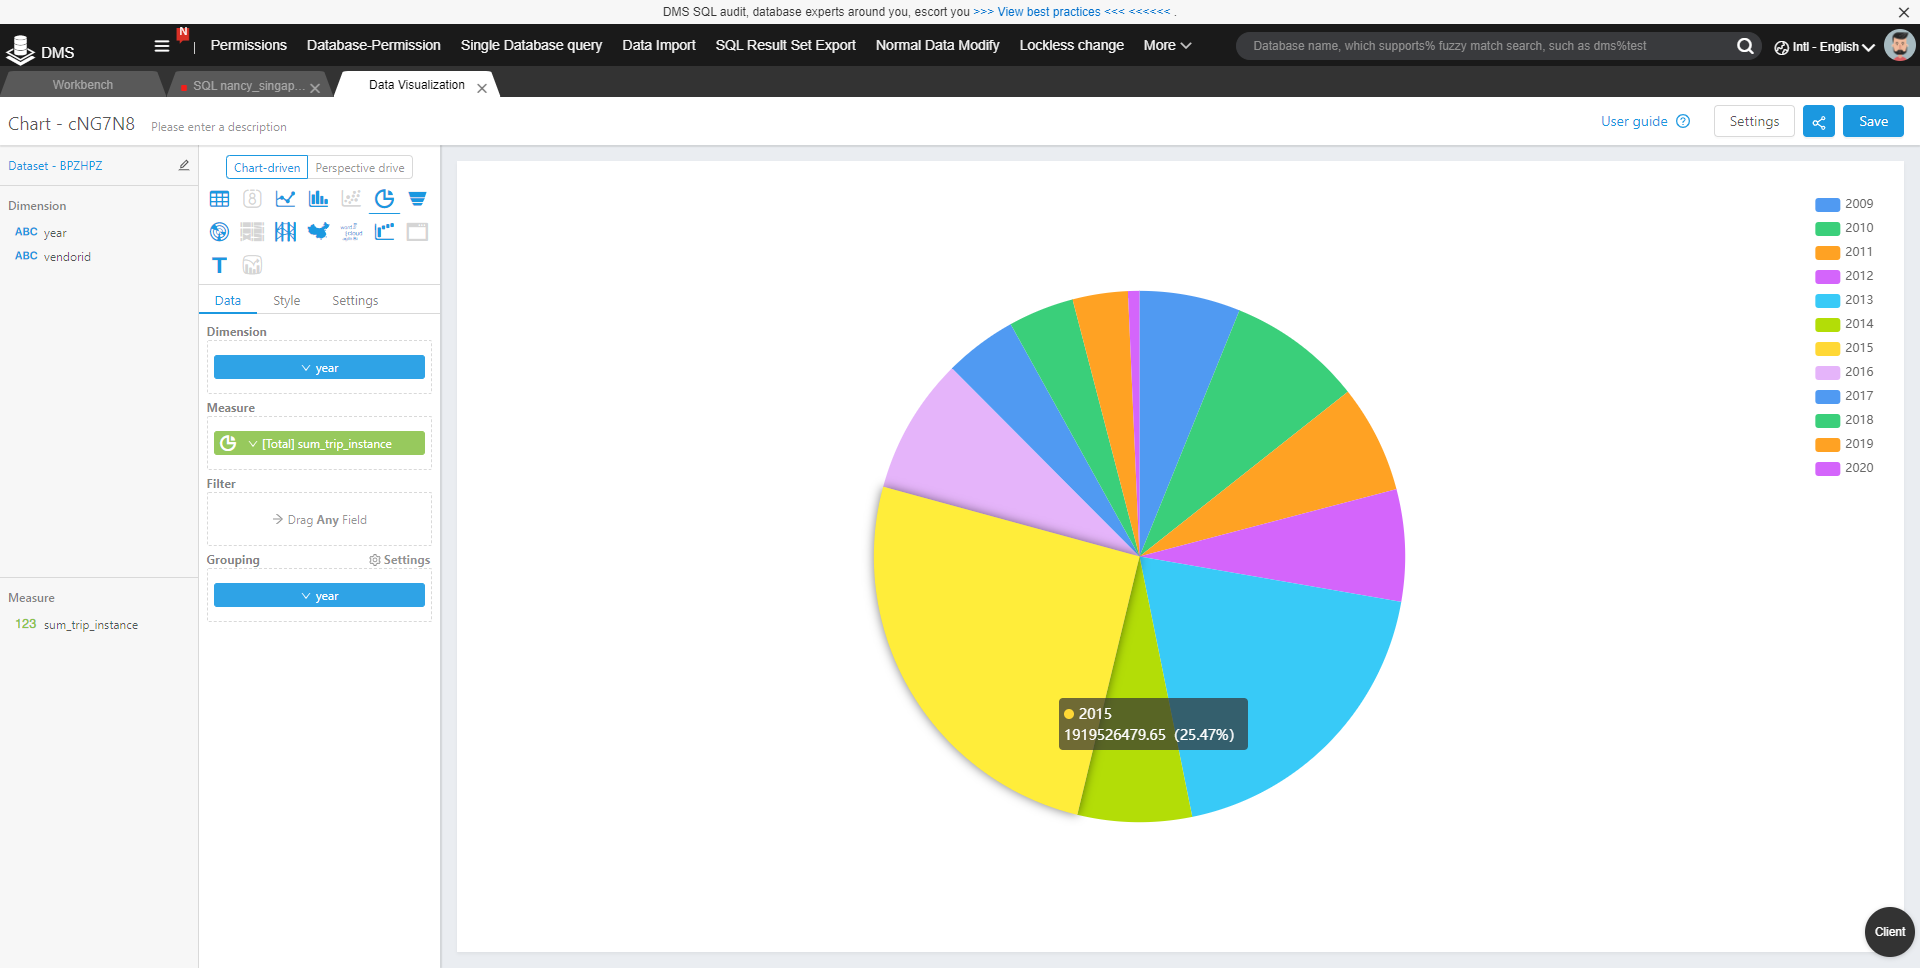 DMS SQL audit, database experts around you, escort you >>> View best practices <<< <<<<<< .
DMS
N
Permissions Database-Permission Single Database query Data Import SQL Result Set Export Normal Data Modify Lockless change More
Database name, which supports% fuzzy match search, such as dms%test
Intl - English
Workbench
SQL nancy_singap...
Data Visualization
Chart - cNG7N8 Please enter a description
User guide
Settings
Save
Dataset - BPZHPZ
Dimension
ABC year
ABC vendorid
Measure
123 sum_trip_instance
Chart-driven Perspective drive
8
T
Data Style Settings
Dimension
year
Measure
[Total] sum_trip_instance
Filter
Drag Any Field
Grouping Settings
year
2009
2010
2011
2012
2013
2014
2015
2016
2017
2018
2019
2020
2015
1919526479.65 (25.47%)
Client